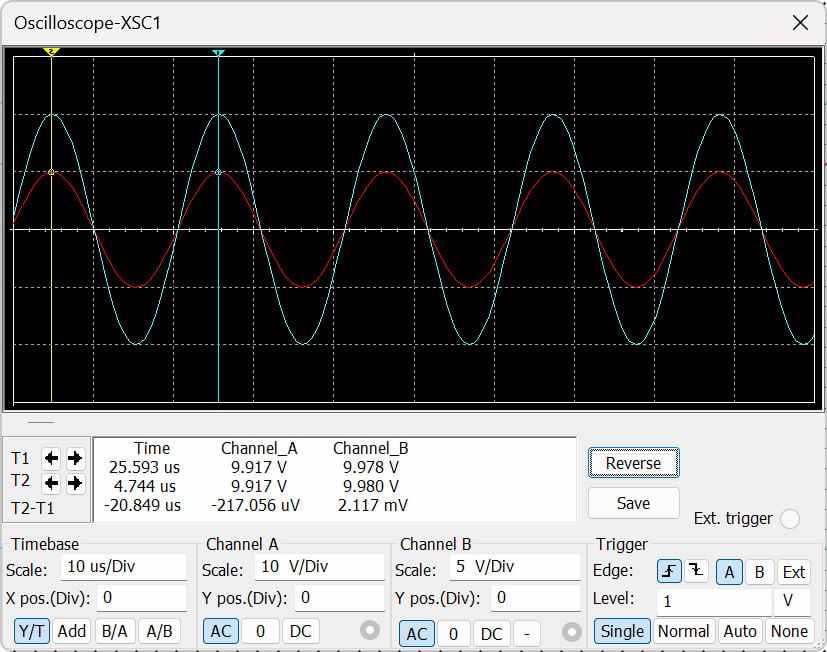 Oscilloscope-XSC1
2 1
T1 Time Channel_A Channel_B
25.593 us 9.917 V 9.978 V
T2 4.744 us 9.917 V 9.980 V
T2-T1 -20.849 us -217.056 uV 2.117 mV
Reverse
Save
Ext. trigger
Timebase
Scale: 10 us/Div
X pos.(Div): 0
Y/T Add B/A A/B
Channel A
Scale: 10 V/Div
Y pos.(Div): 0
AC 0 DC
Channel B
Scale: 5 V/Div
Y pos.(Div): 0
AC 0 DC -
Trigger
Edge: A B Ext
Level: 1 V
Single Normal Auto None